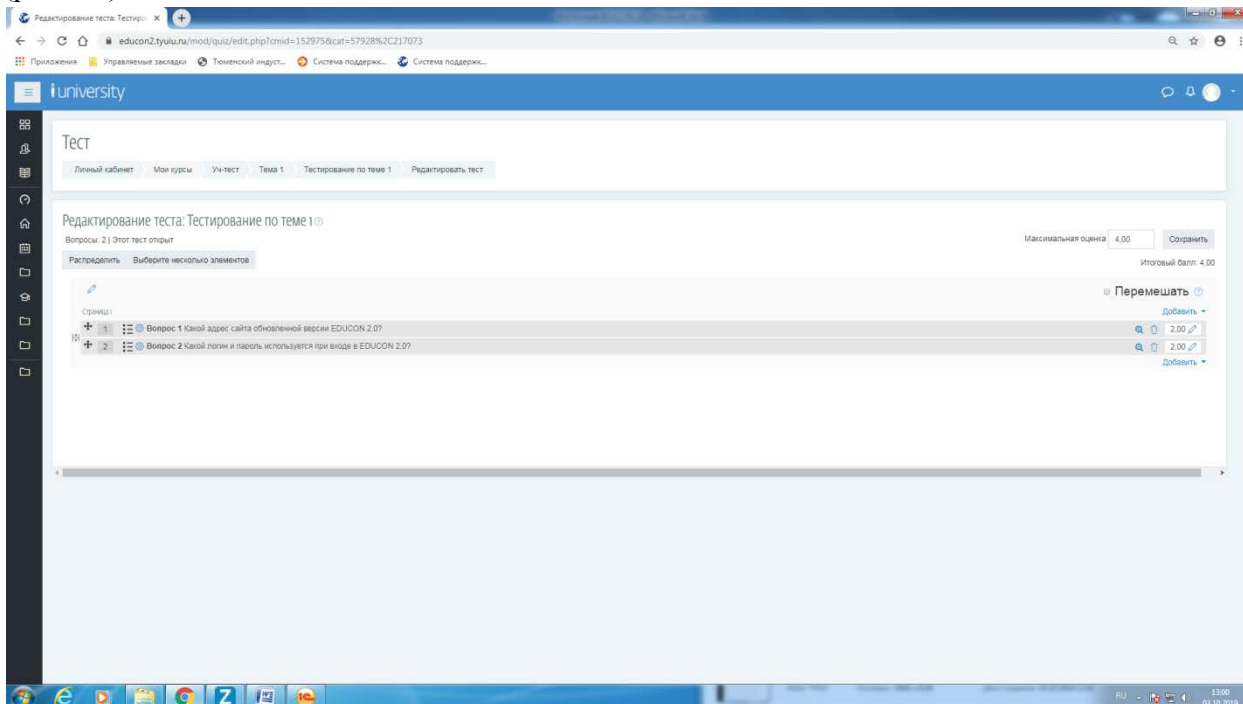 Редактирование теста: Тестиро
educon2.tyuiu.ru/mod/quiz/edit.php?cmid=152975&cat=57928%2C217073
Приложения Управляемые закладки Тюменский индуст... Система поддержк... Система поддержк...
iuniversity
Тест
Личный кабинет Мои курсы Уч-тест Тема 1 Тестирование по теме 1 Редактировать тест
Редактирование теста: Тестирование по теме 1
Вопросы: 2 | Этот тест открыт
Максимальная оценка 4,00 Сохранить
Распределить Выберите несколько элементов
Итоговый балл: 4,00
Перемешать
Страница 1
Добавить
1 Вопрос 1 Какой адрес сайта обновленной версии EDUCON 2.0? 2,00
2 Вопрос 2 Какой логин и пароль используется при входе в EDUCON 2.0? 2,00
Добавить
RU 13:00
03.10.2019